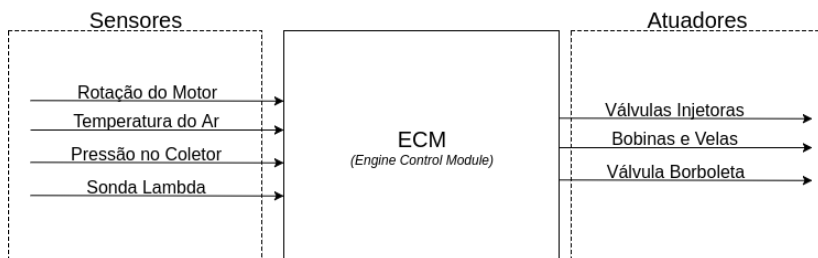 Sensores
Rotação do Motor
Temperatura do Ar
Pressão no Coletor
Sonda Lambda
ECM
(Engine Control Module)
Atuadores
Válvulas Injetoras
Bobinas e Velas
Válvula Borboleta